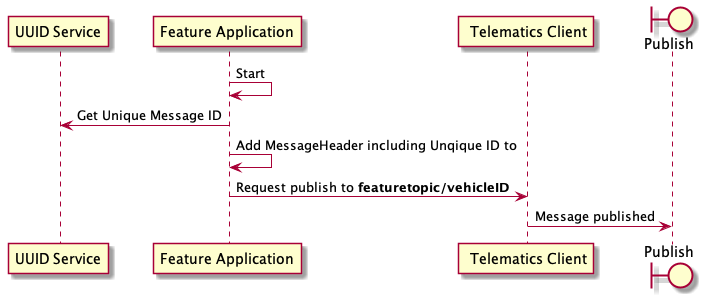 UUID Service
Feature Application
Telematics Client
Publish
Start
Get Unique Message ID
Add MessageHeader including Unqique ID to
Request publish to featuretopic/vehicleID
Message published
UUID Service
Feature Application
Telematics Client
Publish